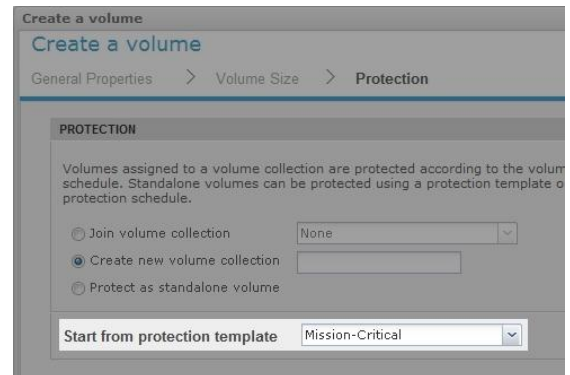 Create a volume
Create a volume
General Properties > Volume Size > Protection
PROTECTION
Volumes assigned to a volume collection are protected according to the volum
schedule. Standalone volumes can be protected using a protection template o
protection schedule.
Join volume collection None
Create new volume collection
Protect as standalone volume
Start from protection template Mission-Critical